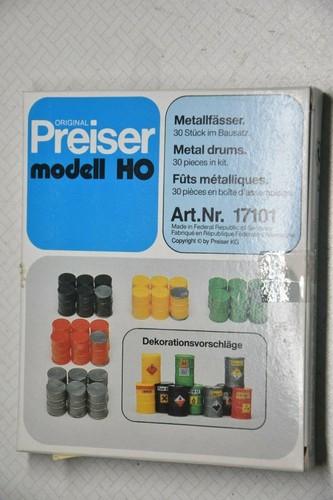 ORIGINAL
Preiser
modell HO
Metallfässer.
30 Stück im Bausatz.
Metal drums.
30 pieces in kit.
Fûts métalliques.
30 pièces en boîte d'assemblage.
Art.Nr. 17101
Made in Federal Republic of Germany
Fabriqué en République Fédérale
Copyright © by Preiser KG
Dekorationsvorschläge